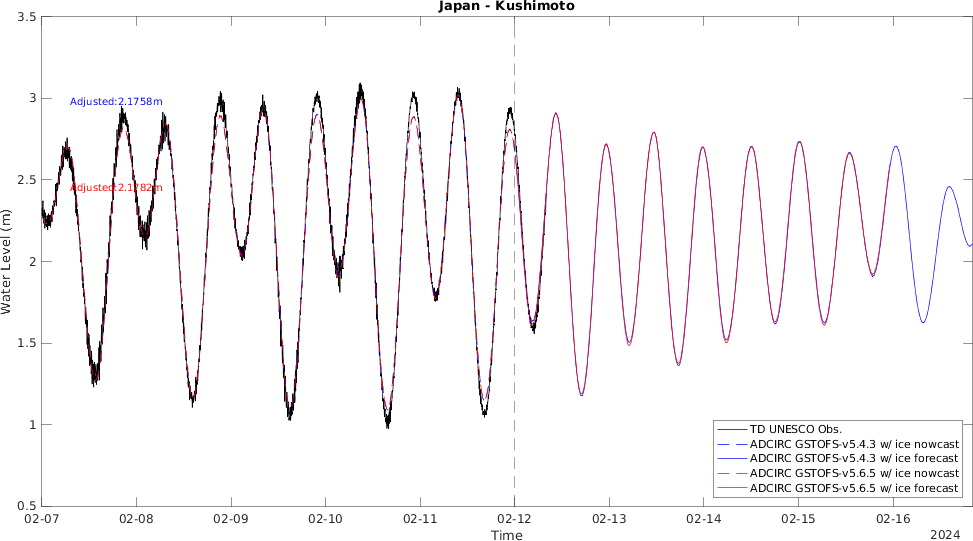 Japan - Kushimoto
3.5
3
2.5
2
1.5
1
0.5
Water Level (m)
Adjusted:2.1758m
Adjusted:2.1782m
TD UNESCO Obs.
ADCIRC GSTOFS-v5.4.3 w/ ice nowcast
ADCIRC GSTOFS-v5.4.3 w/ ice forecast
ADCIRC GSTOFS-v5.6.5 w/ ice nowcast
ADCIRC GSTOFS-v5.6.5 w/ ice forecast
02-07 02-08 02-09 02-10 02-11 02-12 02-13 02-14 02-15 02-16
Time
2024